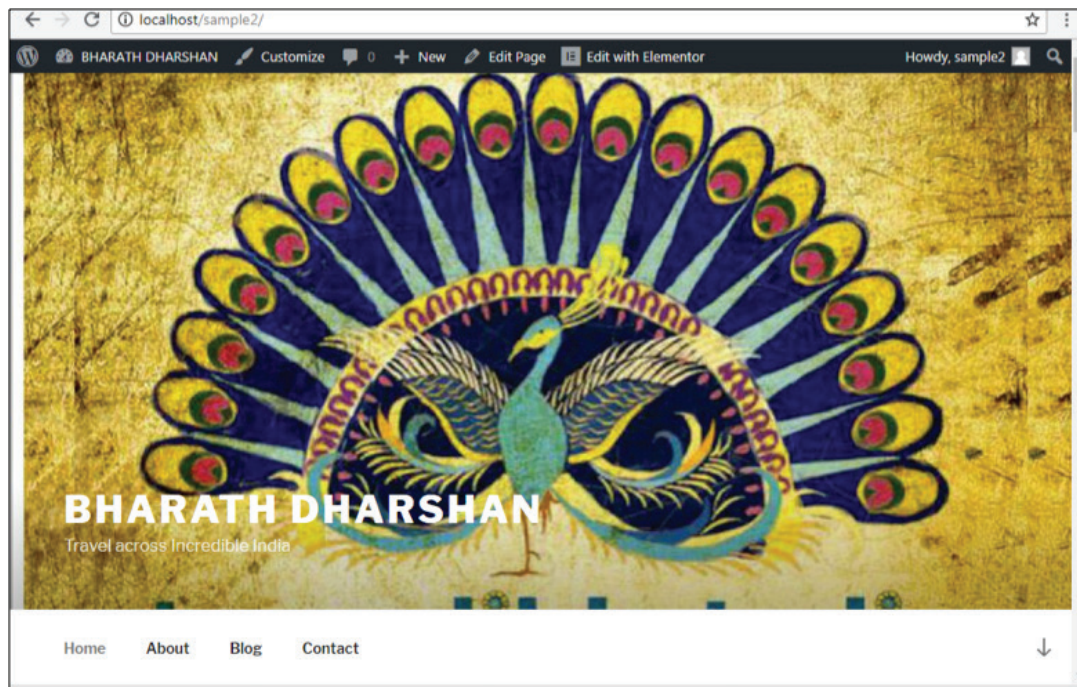 localhost/sample2/
BHARATH DHARSHAN Customize 0 New Edit Page Edit with Elementor Howdy, sample2
BHARATH DHARSHAN
Travel across Incredible India
Home About Blog Contact